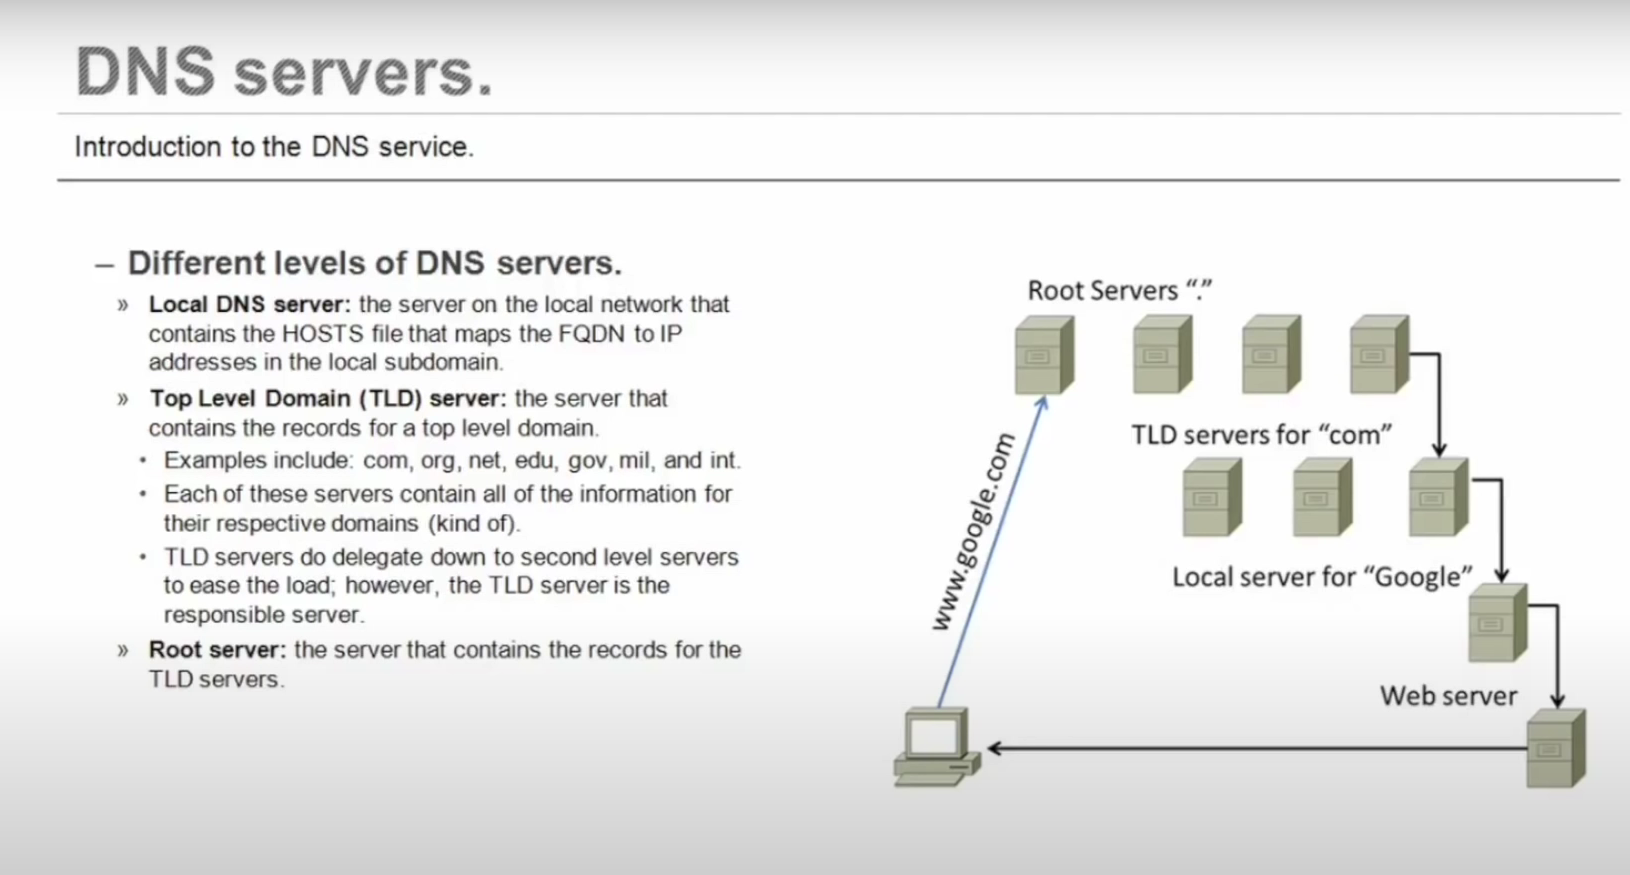 DNS servers.
Introduction to the DNS service.
– Different levels of DNS servers.
» Local DNS server: the server on the local network that
contains the HOSTS file that maps the FQDN to IP
addresses in the local subdomain.
» Top Level Domain (TLD) server: the server that
contains the records for a top level domain.
• Examples include: com, org, net, edu, gov, mil, and int.
• Each of these servers contain all of the information for
their respective domains (kind of).
• TLD servers do delegate down to second level servers
to ease the load; however, the TLD server is the
responsible server.
» Root server: the server that contains the records for the
TLD servers.
Root Servers “.”
TLD servers for “com”
www.google.com
Local server for “Google”
Web server